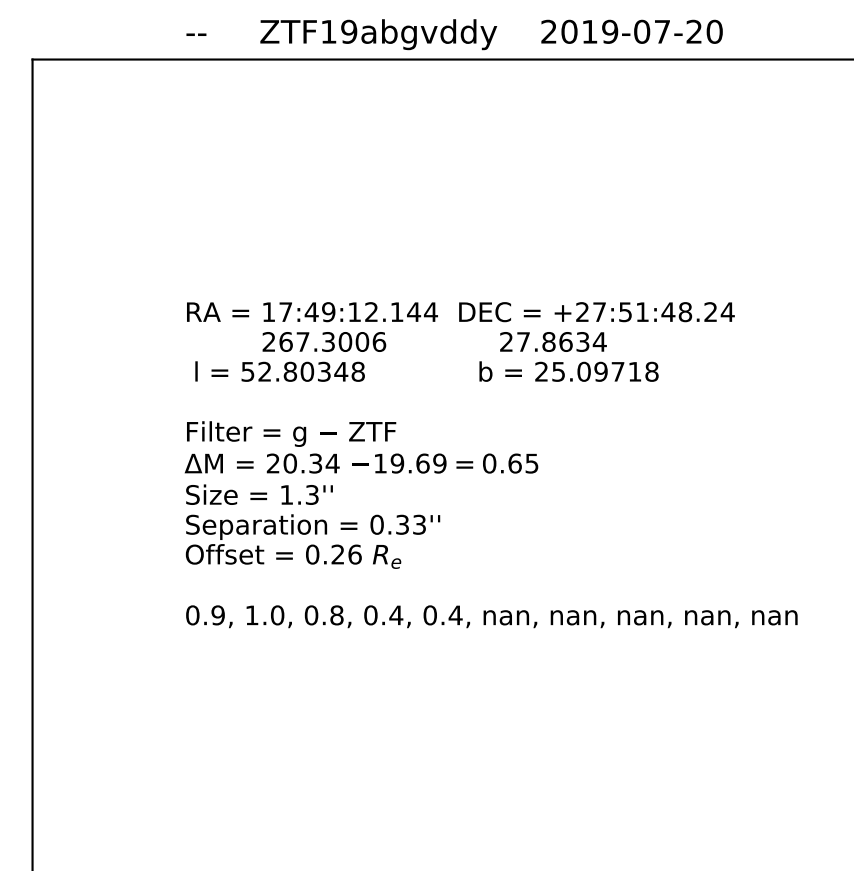 -- ZTF19abgvddy 2019-07-20
RA = 17:49:12.144 DEC = +27:51:48.24
267.3006 27.8634
l = 52.80348 b = 25.09718
Filter = g − ZTF
ΔM = 20.34 −19.69 = 0.65
Size = 1.3''
Separation = 0.33''
Offset = 0.26 Re
0.9, 1.0, 0.8, 0.4, 0.4, nan, nan, nan, nan, nan